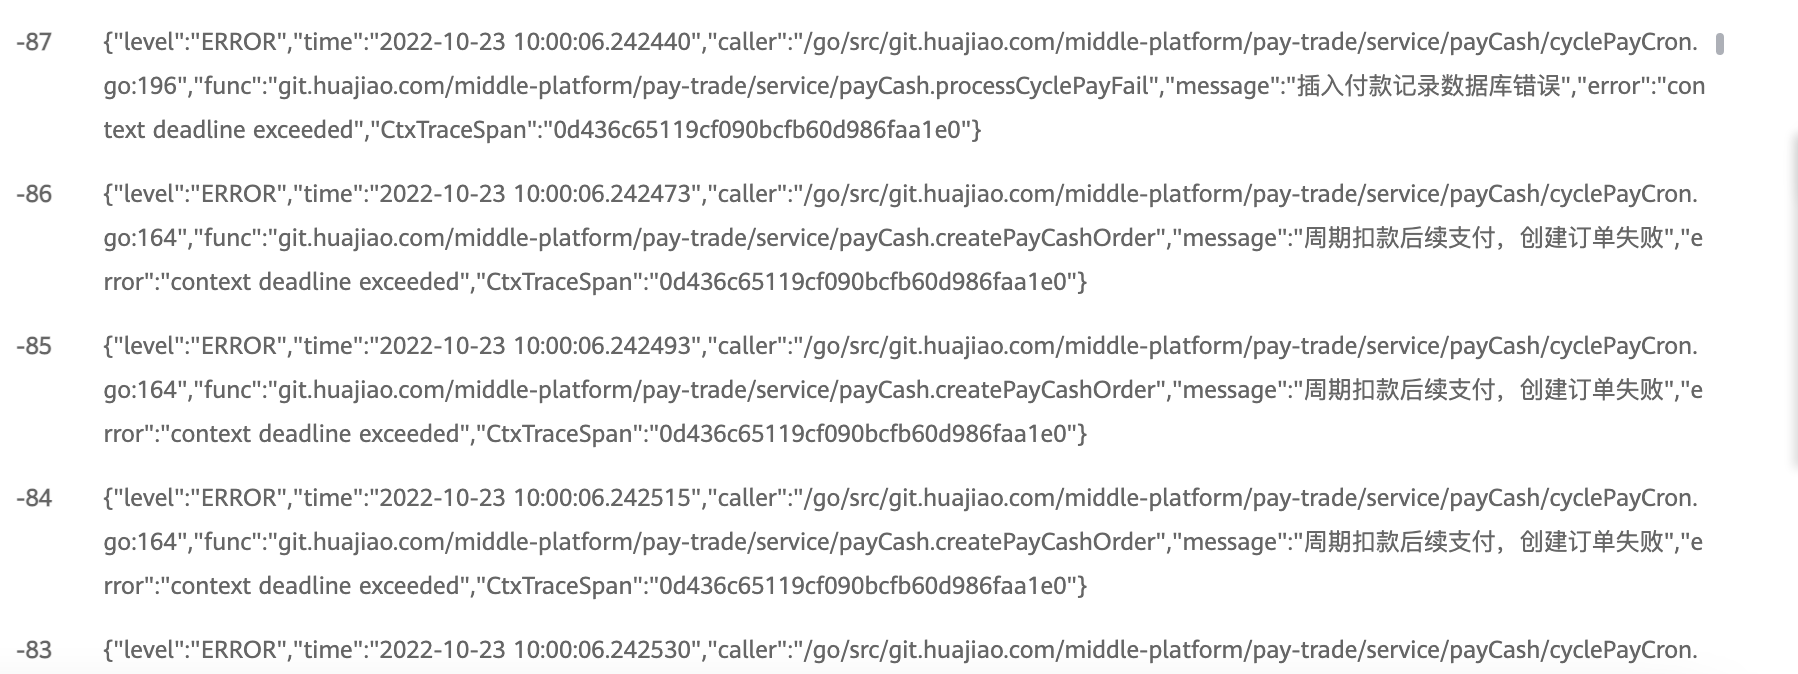 -87 {"level":"ERROR","time":"2022-10-23 10:00:06.242440","caller":"/go/src/git.huajiao.com/middle-platform/pay-trade/service/payCash/cyclePayCron.
go:196","func":"git.huajiao.com/middle-platform/pay-trade/service/payCash.processCyclePayFail","message":"插入付款记录数据库错误","error":"con
text deadline exceeded","CtxTraceSpan":"0d436c65119cf090bcfb60d986faa1e0"}
-86 {"level":"ERROR","time":"2022-10-23 10:00:06.242473","caller":"/go/src/git.huajiao.com/middle-platform/pay-trade/service/payCash/cyclePayCron.
go:164","func":"git.huajiao.com/middle-platform/pay-trade/service/payCash.createPayCashOrder","message":"周期扣款后续支付，创建订单失败","e
rror":"context deadline exceeded","CtxTraceSpan":"0d436c65119cf090bcfb60d986faa1e0"}
-85 {"level":"ERROR","time":"2022-10-23 10:00:06.242493","caller":"/go/src/git.huajiao.com/middle-platform/pay-trade/service/payCash/cyclePayCron.
go:164","func":"git.huajiao.com/middle-platform/pay-trade/service/payCash.createPayCashOrder","message":"周期扣款后续支付，创建订单失败","e
rror":"context deadline exceeded","CtxTraceSpan":"0d436c65119cf090bcfb60d986faa1e0"}
-84 {"level":"ERROR","time":"2022-10-23 10:00:06.242515","caller":"/go/src/git.huajiao.com/middle-platform/pay-trade/service/payCash/cyclePayCron.
go:164","func":"git.huajiao.com/middle-platform/pay-trade/service/payCash.createPayCashOrder","message":"周期扣款后续支付，创建订单失败","e
rror":"context deadline exceeded","CtxTraceSpan":"0d436c65119cf090bcfb60d986faa1e0"}
-83 {"level":"ERROR","time":"2022-10-23 10:00:06.242530","caller":"/go/src/git.huajiao.com/middle-platform/pay-trade/service/payCash/cyclePayCron.